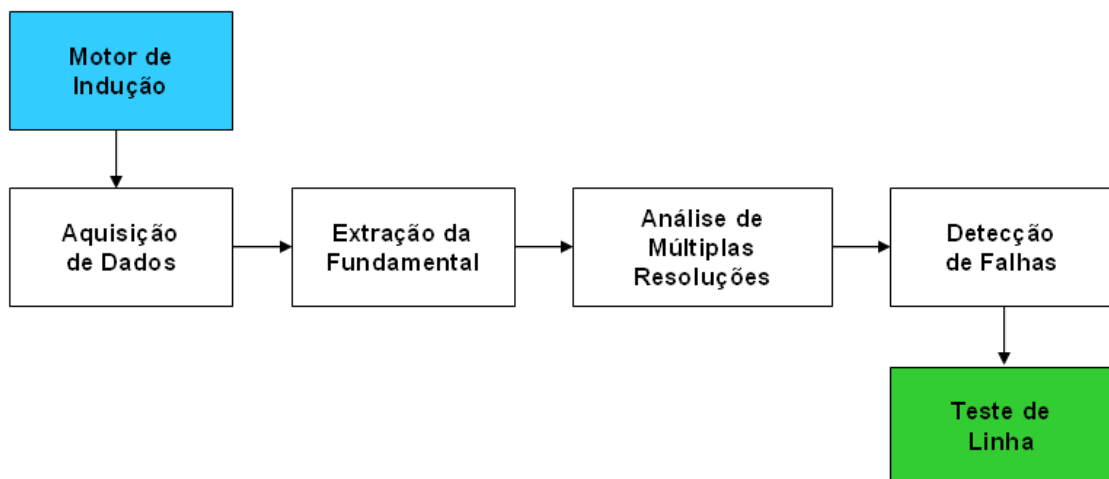 Motor de
Indução
Aquisição
de Dados
Extração da
Fundamental
Análise de
Múltiplas
Resoluções
Detecção
de Falhas
Teste de
Linha